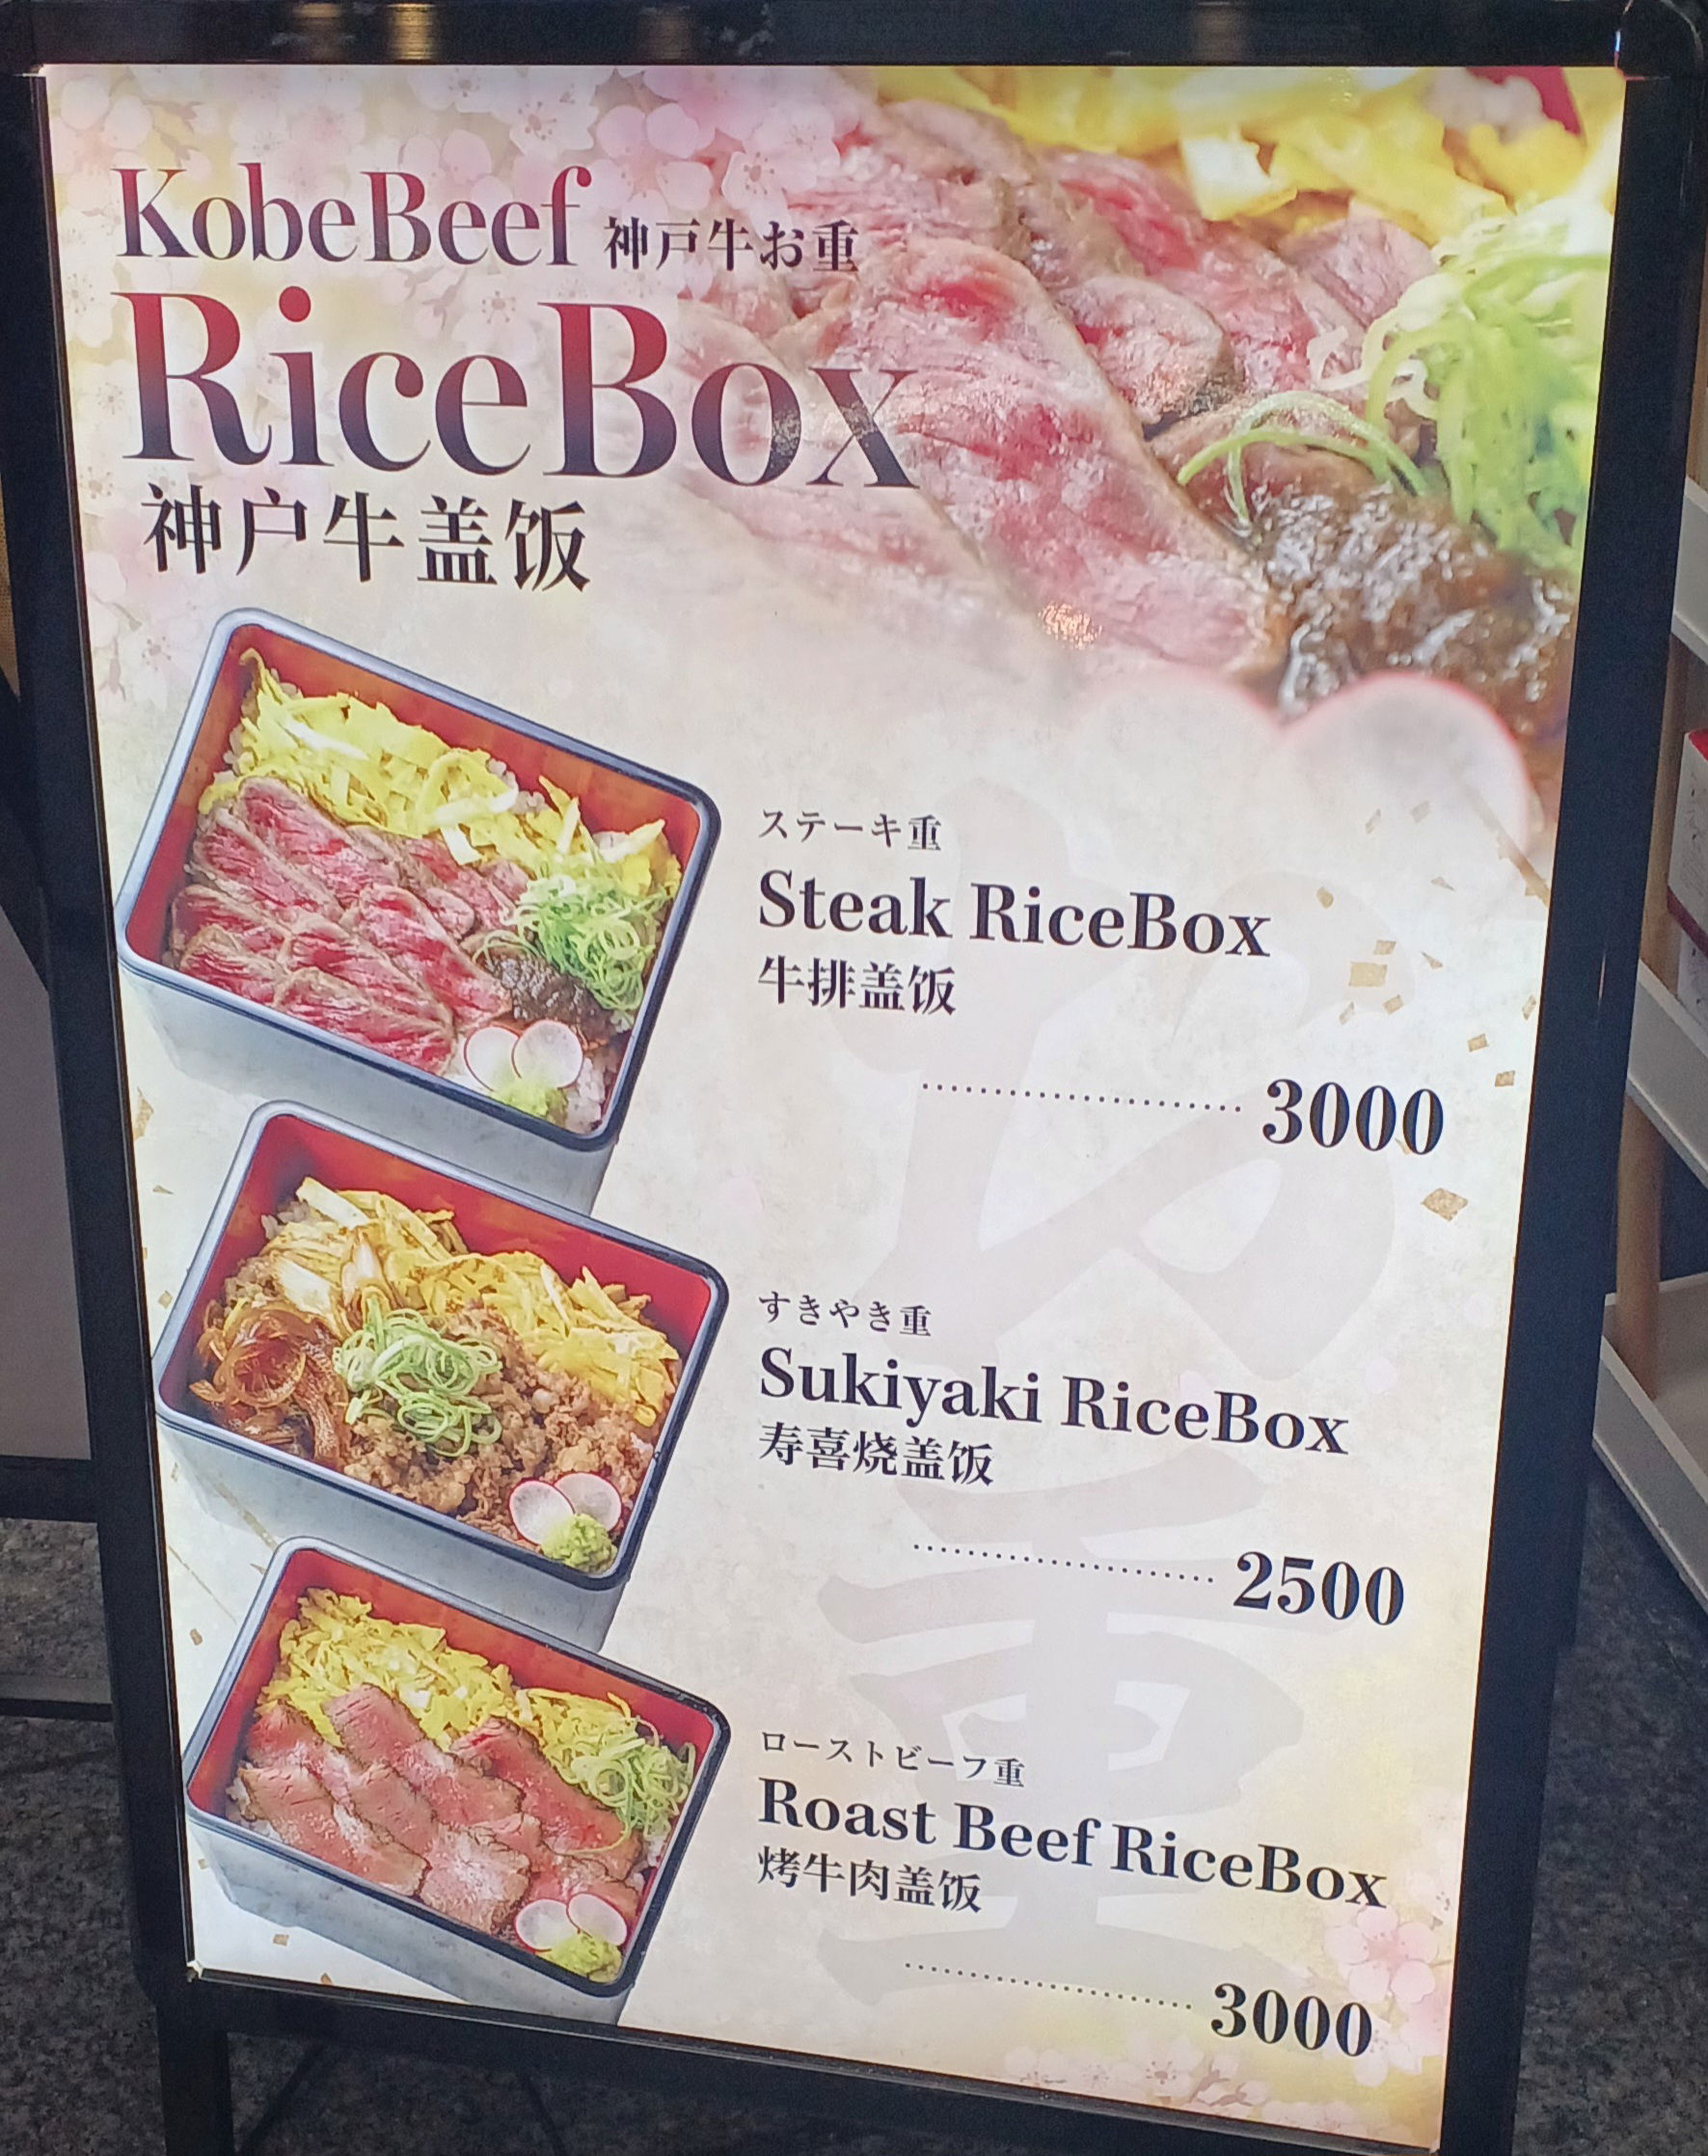 KobeBeef 神戸牛お重
RiceBox
神户牛盖饭
ステーキ重
Steak RiceBox
牛排盖饭
3000
すきやき重
Sukiyaki RiceBox
寿喜烧盖饭
2500
ローストビーフ重
Roast Beef RiceBox
烤牛肉盖饭
3000
お重